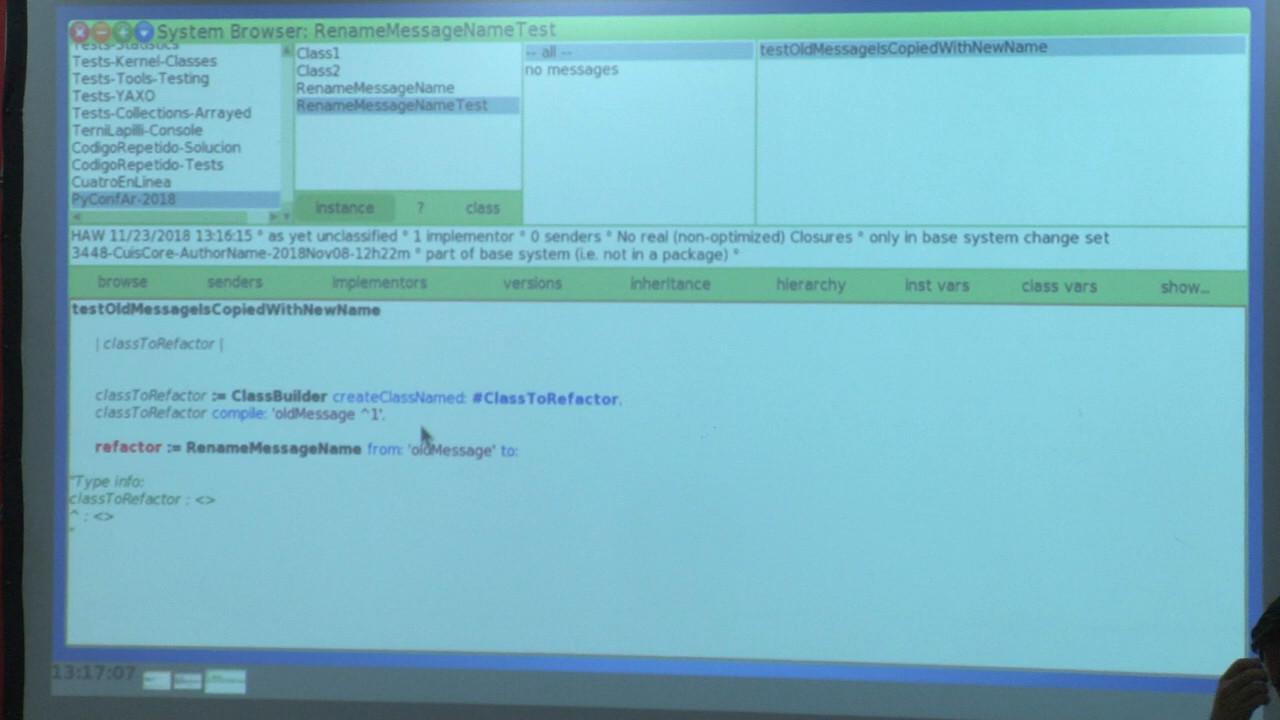 System Browser: RenameMessageNameTest
Tests-Statistics
Tests-Kernel-Classes
Tests-Tools-Testing
Tests-YAXO
Tests-Collections-Arrayed
TerniLapilli-Console
CodigoRepetido-Solucion
CodigoRepetido-Tests
CuatroEnLinea
PyConfAr-2018
Class1
Class2
RenameMessageName
RenameMessageNameTest
instance ? class
-- all --
no messages
testOldMessageIsCopiedWithNewName
HAW 11/23/2018 13:16:15 * as yet unclassified * 1 implementor * 0 senders * No real (non-optimized) Closures * only in base system change set
3448-CuisCore-AuthorName-2018Nov08-12h22m * part of base system (i.e. not in a package) *
browse senders implementors versions inheritance hierarchy inst vars class vars show...
testOldMessageIsCopiedWithNewName
| classToRefactor |
classToRefactor := ClassBuilder createClassNamed: #ClassToRefactor.
classToRefactor compile: 'oldMessage ^1'.
refactor := RenameMessageName from: 'oldMessage' to:
"Type info:
classToRefactor : <>
^ : <>
"
13:17:07